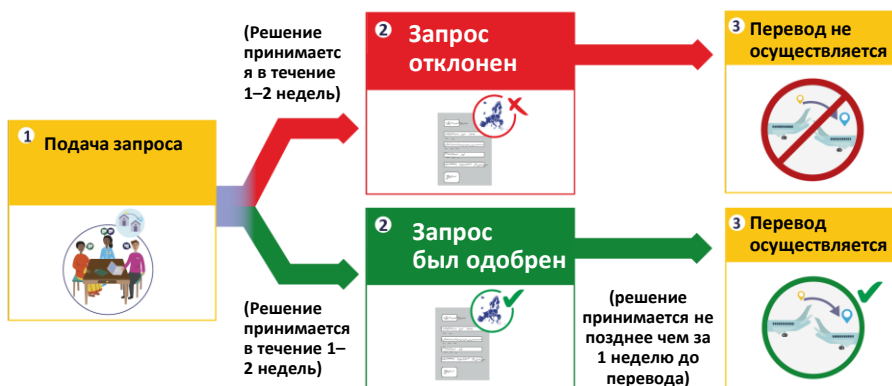 1 Подача запроса
(Решение
принимаетс
я в течение
1–2 недель)
2 Запрос
отклонен
3 Перевод не
осуществляется
(Решение
принимается
в течение 1–
2 недель)
2 Запрос
был одобрен
(решение
принимается не
позднее чем за
1 неделю до
перевода)
3 Перевод
осуществляется